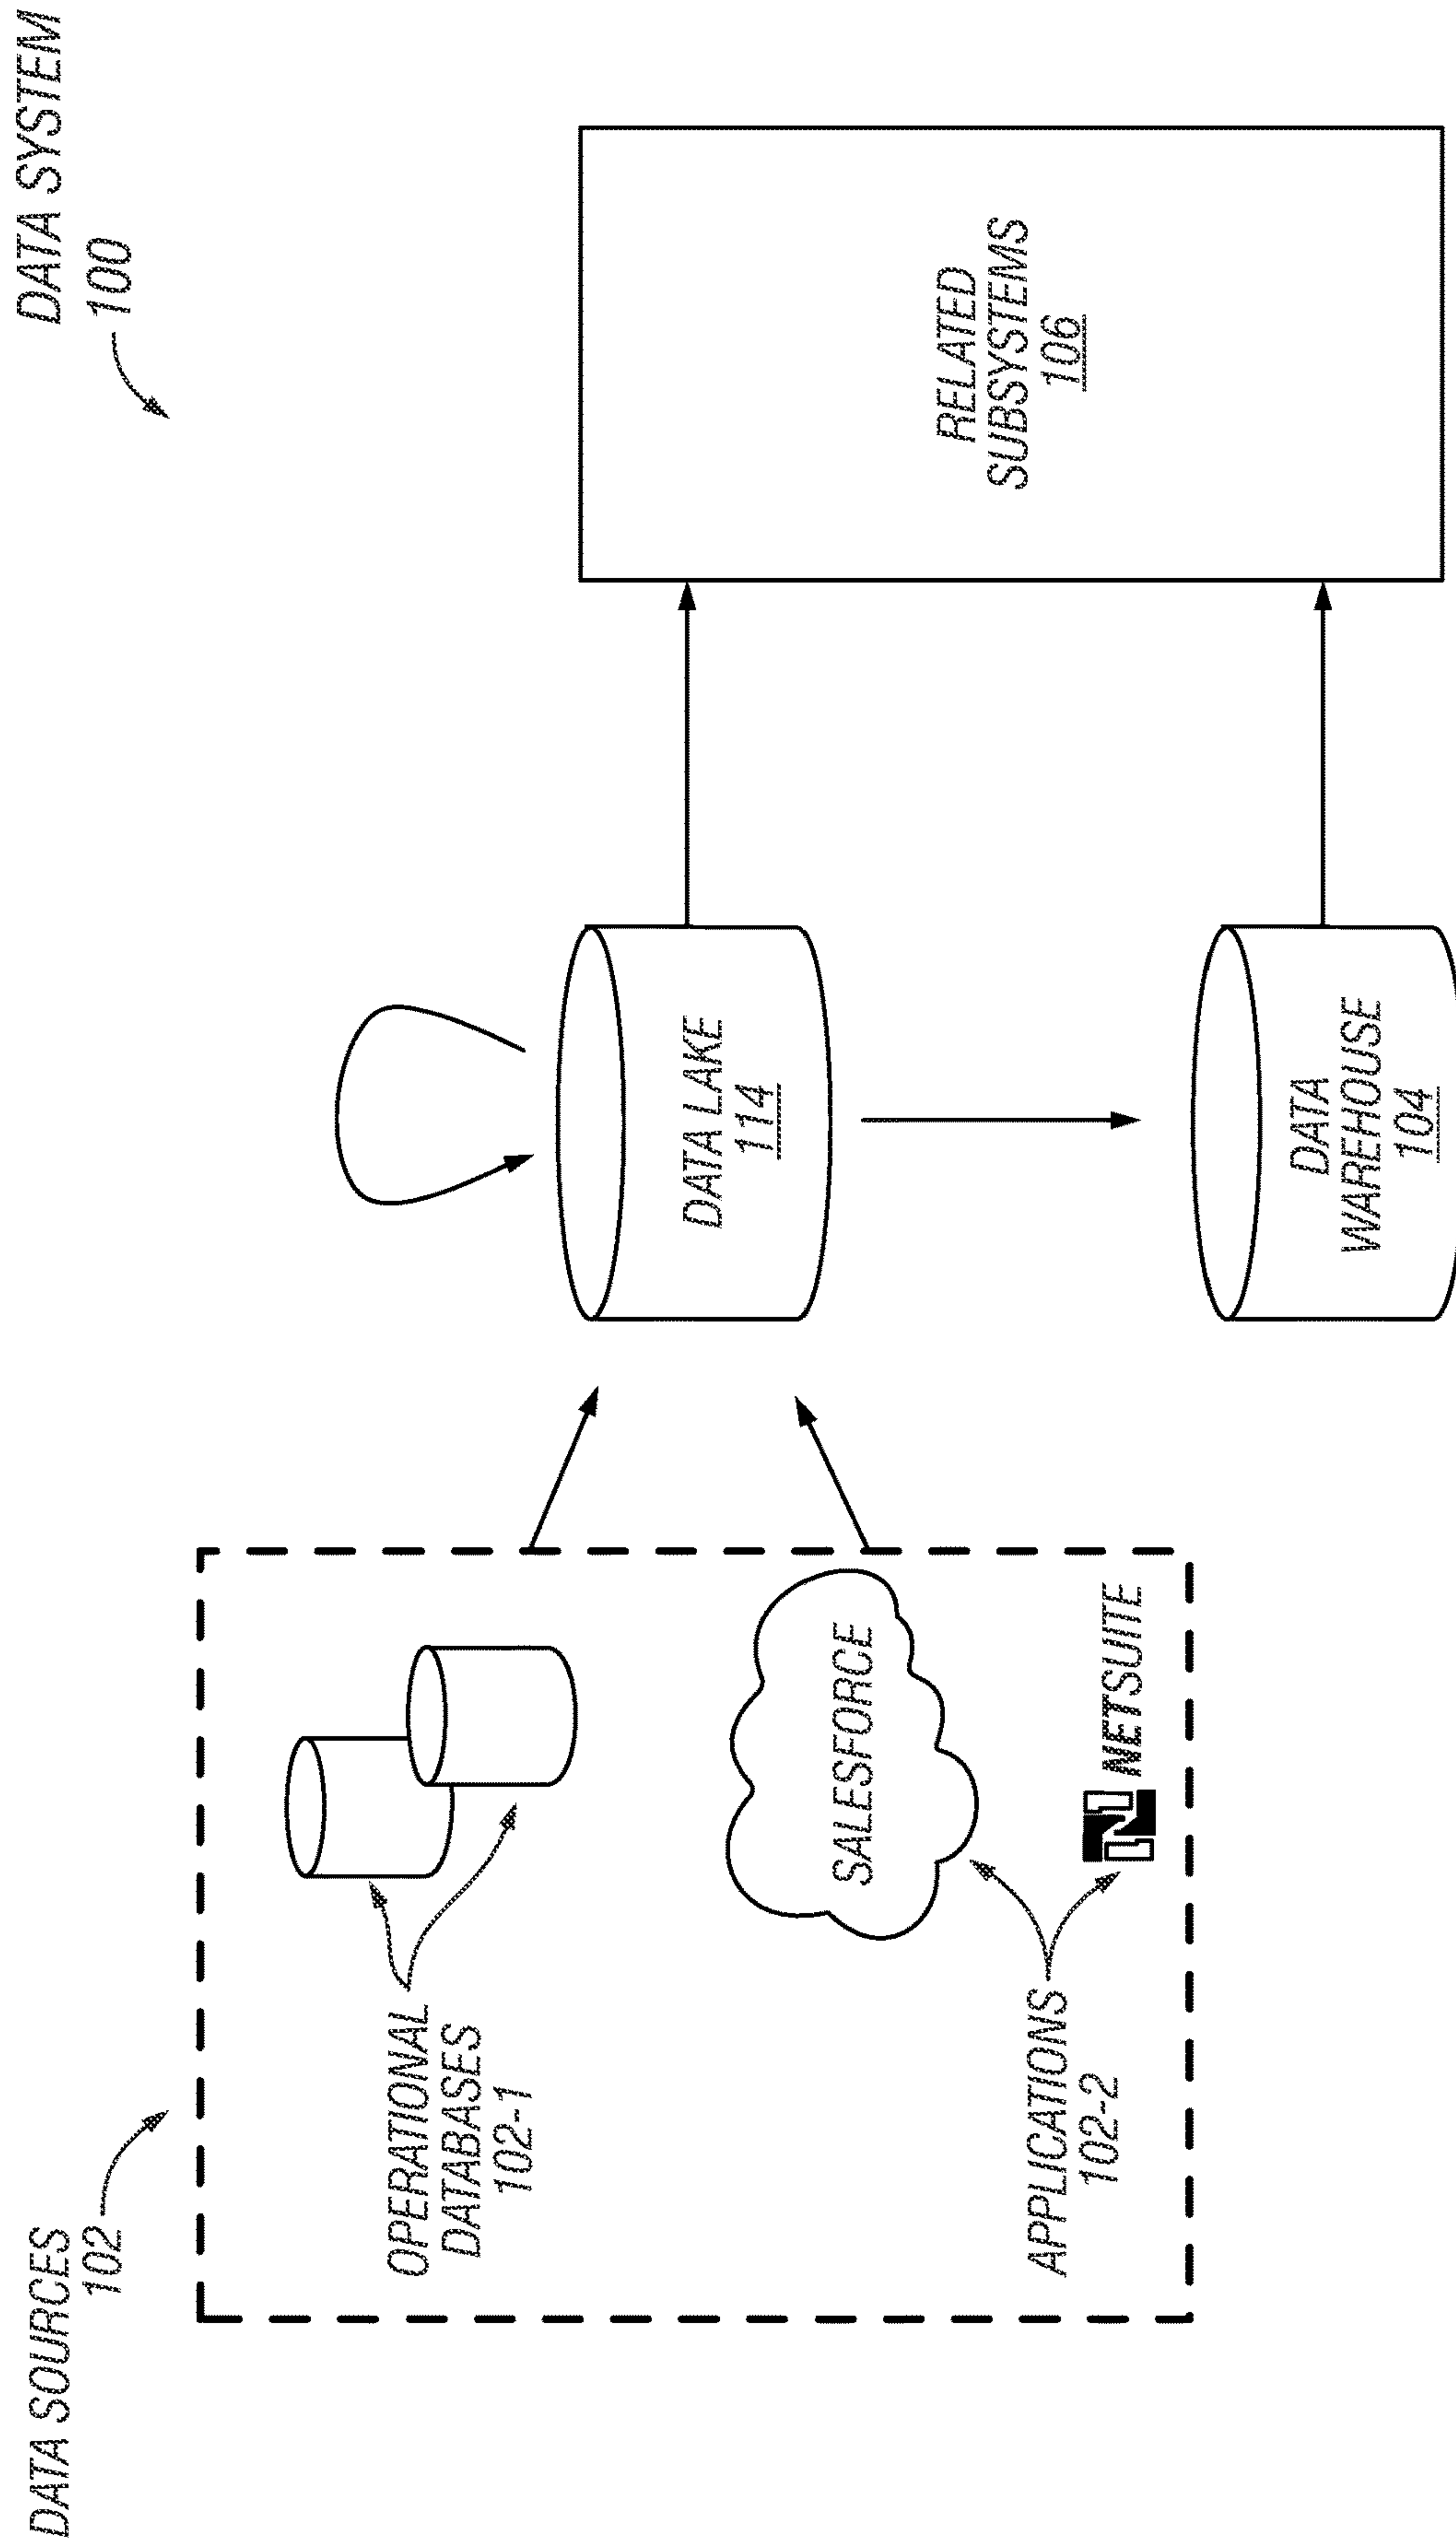 DATA SYSTEM
100
DATA SOURCES
102
OPERATIONAL
DATABASES
102-1
SALESFORCE
APPLICATIONS
102-2
NETSUITE
DATA LAKE
114
DATA
WAREHOUSE
104
RELATED
SUBSYSTEMS
106